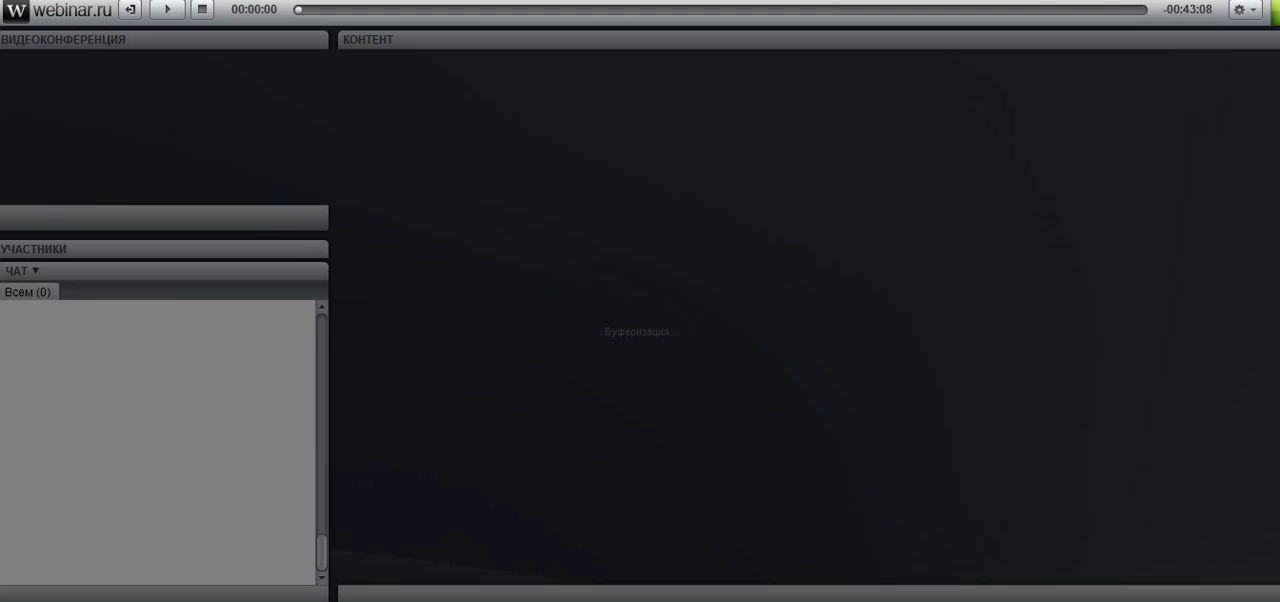 W webinar.ru 00:00:00 -00:43:08
ВИДЕОКОНФЕРЕНЦИЯ
КОНТЕНТ
УЧАСТНИКИ
ЧАТ
Всем (0)
Буферизация...